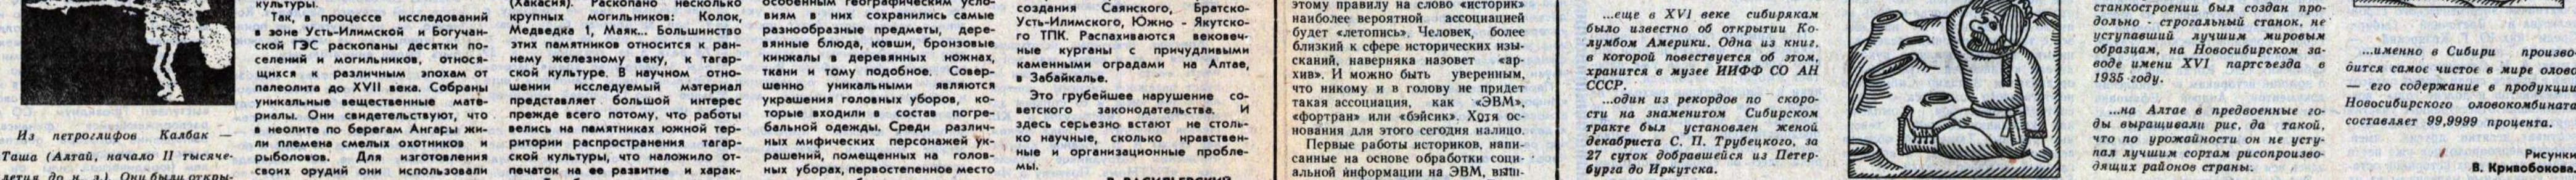 Из петроглифов Калбак —
Таша (Алтай, начало II тысяче-
летия до н. э.). Они были откры-
культуры.
Так, в процессе исследований
в зоне Усть-Илимской и Богучан-
ской ГЭС раскопаны десятки по-
селений и могильников, относя-
щихся к различным эпохам от
палеолита до XVII века. Собраны
уникальные вещественные мате-
риалы. Они свидетельствуют, что
в неолите по берегам Ангары жи-
ли племена смелых охотников и
рыболовов. Для изготовления
своих орудий они использовали
(Хакасия). Раскопано несколько
крупных могильников: Колок,
Медведка 1, Маяк... Большинство
этих памятников относится к ран-
нему железному веку, к тагар-
ской культуре. В научном отно-
шении исследуемый материал
представляет большой интерес
прежде всего потому, что работы
велись на памятниках южной тер-
ритории распространения тагар-
ской культуры, что наложило от-
печаток на ее развитие и харак-
особенным географическим усло-
виям в них сохранились самые
разнообразные предметы, дере-
вянные блюда, ковши, бронзовые
кинжалы в деревянных ножнах,
ткани и тому подобное. Совер-
шенно уникальными являются
украшения головных уборов, ко-
торые входили в состав погре-
бальной одежды. Среди различ-
ных мифических персонажей ук-
рашений, помещенных на голов-
ных уборах, первостепенное место
создания Саянского, Братско-
Усть-Илимского, Южно - Якутско-
го ТПК. Распахиваются вековеч-
ные курганы с причудливыми
каменными оградами на Алтае,
в Забайкалье.
Это грубейшее нарушение со-
ветского законодательства. И
здесь серьезно встают не столь-
ко научные, сколько нравствен-
ные и организационные пробле-
мы.
В. ВАСИЛЬЕВСКИЙ,
этому правилу на слово «историк»
наиболее вероятной ассоциацией
будет «летопись». Человек, более
близкий к сфере исторических изы-
сканий, наверняка назовет «ар-
хив». И можно быть уверенным,
что никому и в голову не придет
такая ассоциация, как «ЭВМ»,
«фортран» или «бэйсик». Хотя ос-
нования для этого сегодня налицо.
Первые работы историков, напи-
санные на основе обработки соци-
альной информации на ЭВМ, выш-
...еще в XVI веке сибирякам
было известно об открытии Ко-
лумбом Америки. Одна из книг,
в которой повествуется об этом,
хранится в музее ИИФФ СО АН
СССР.
...один из рекордов по скоро-
сти на знаменитом Сибирском
тракте был установлен женой
декабриста С. П. Трубецкого, за
27 суток добравшейся из Петер-
бурга до Иркутска.
станкостроении был создан про-
дольно - строгальный станок, не
уступавший лучшим мировым
образцам, на Новосибирском за-
воде имени XVI партсъезда в
1935 году.
...на Алтае в предвоенные го-
ды выращивали рис, да такой,
что по урожайности он не усту-
пал лучшим сортам рисопроизво-
дящих районов страны.
...именно в Сибири произво-
дится самое чистое в мире олово
— его содержание в продукции
Новосибирского оловокомбината
составляет 99,9999 процента.
Рисунки
В. Кривобокова.